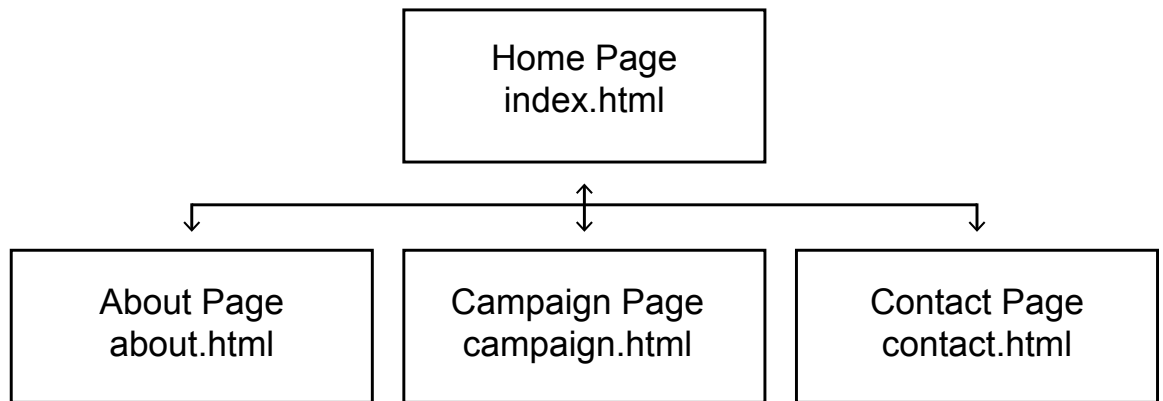 Home Page
index.html
About Page
about.html
Campaign Page
campaign.html
Contact Page
contact.html